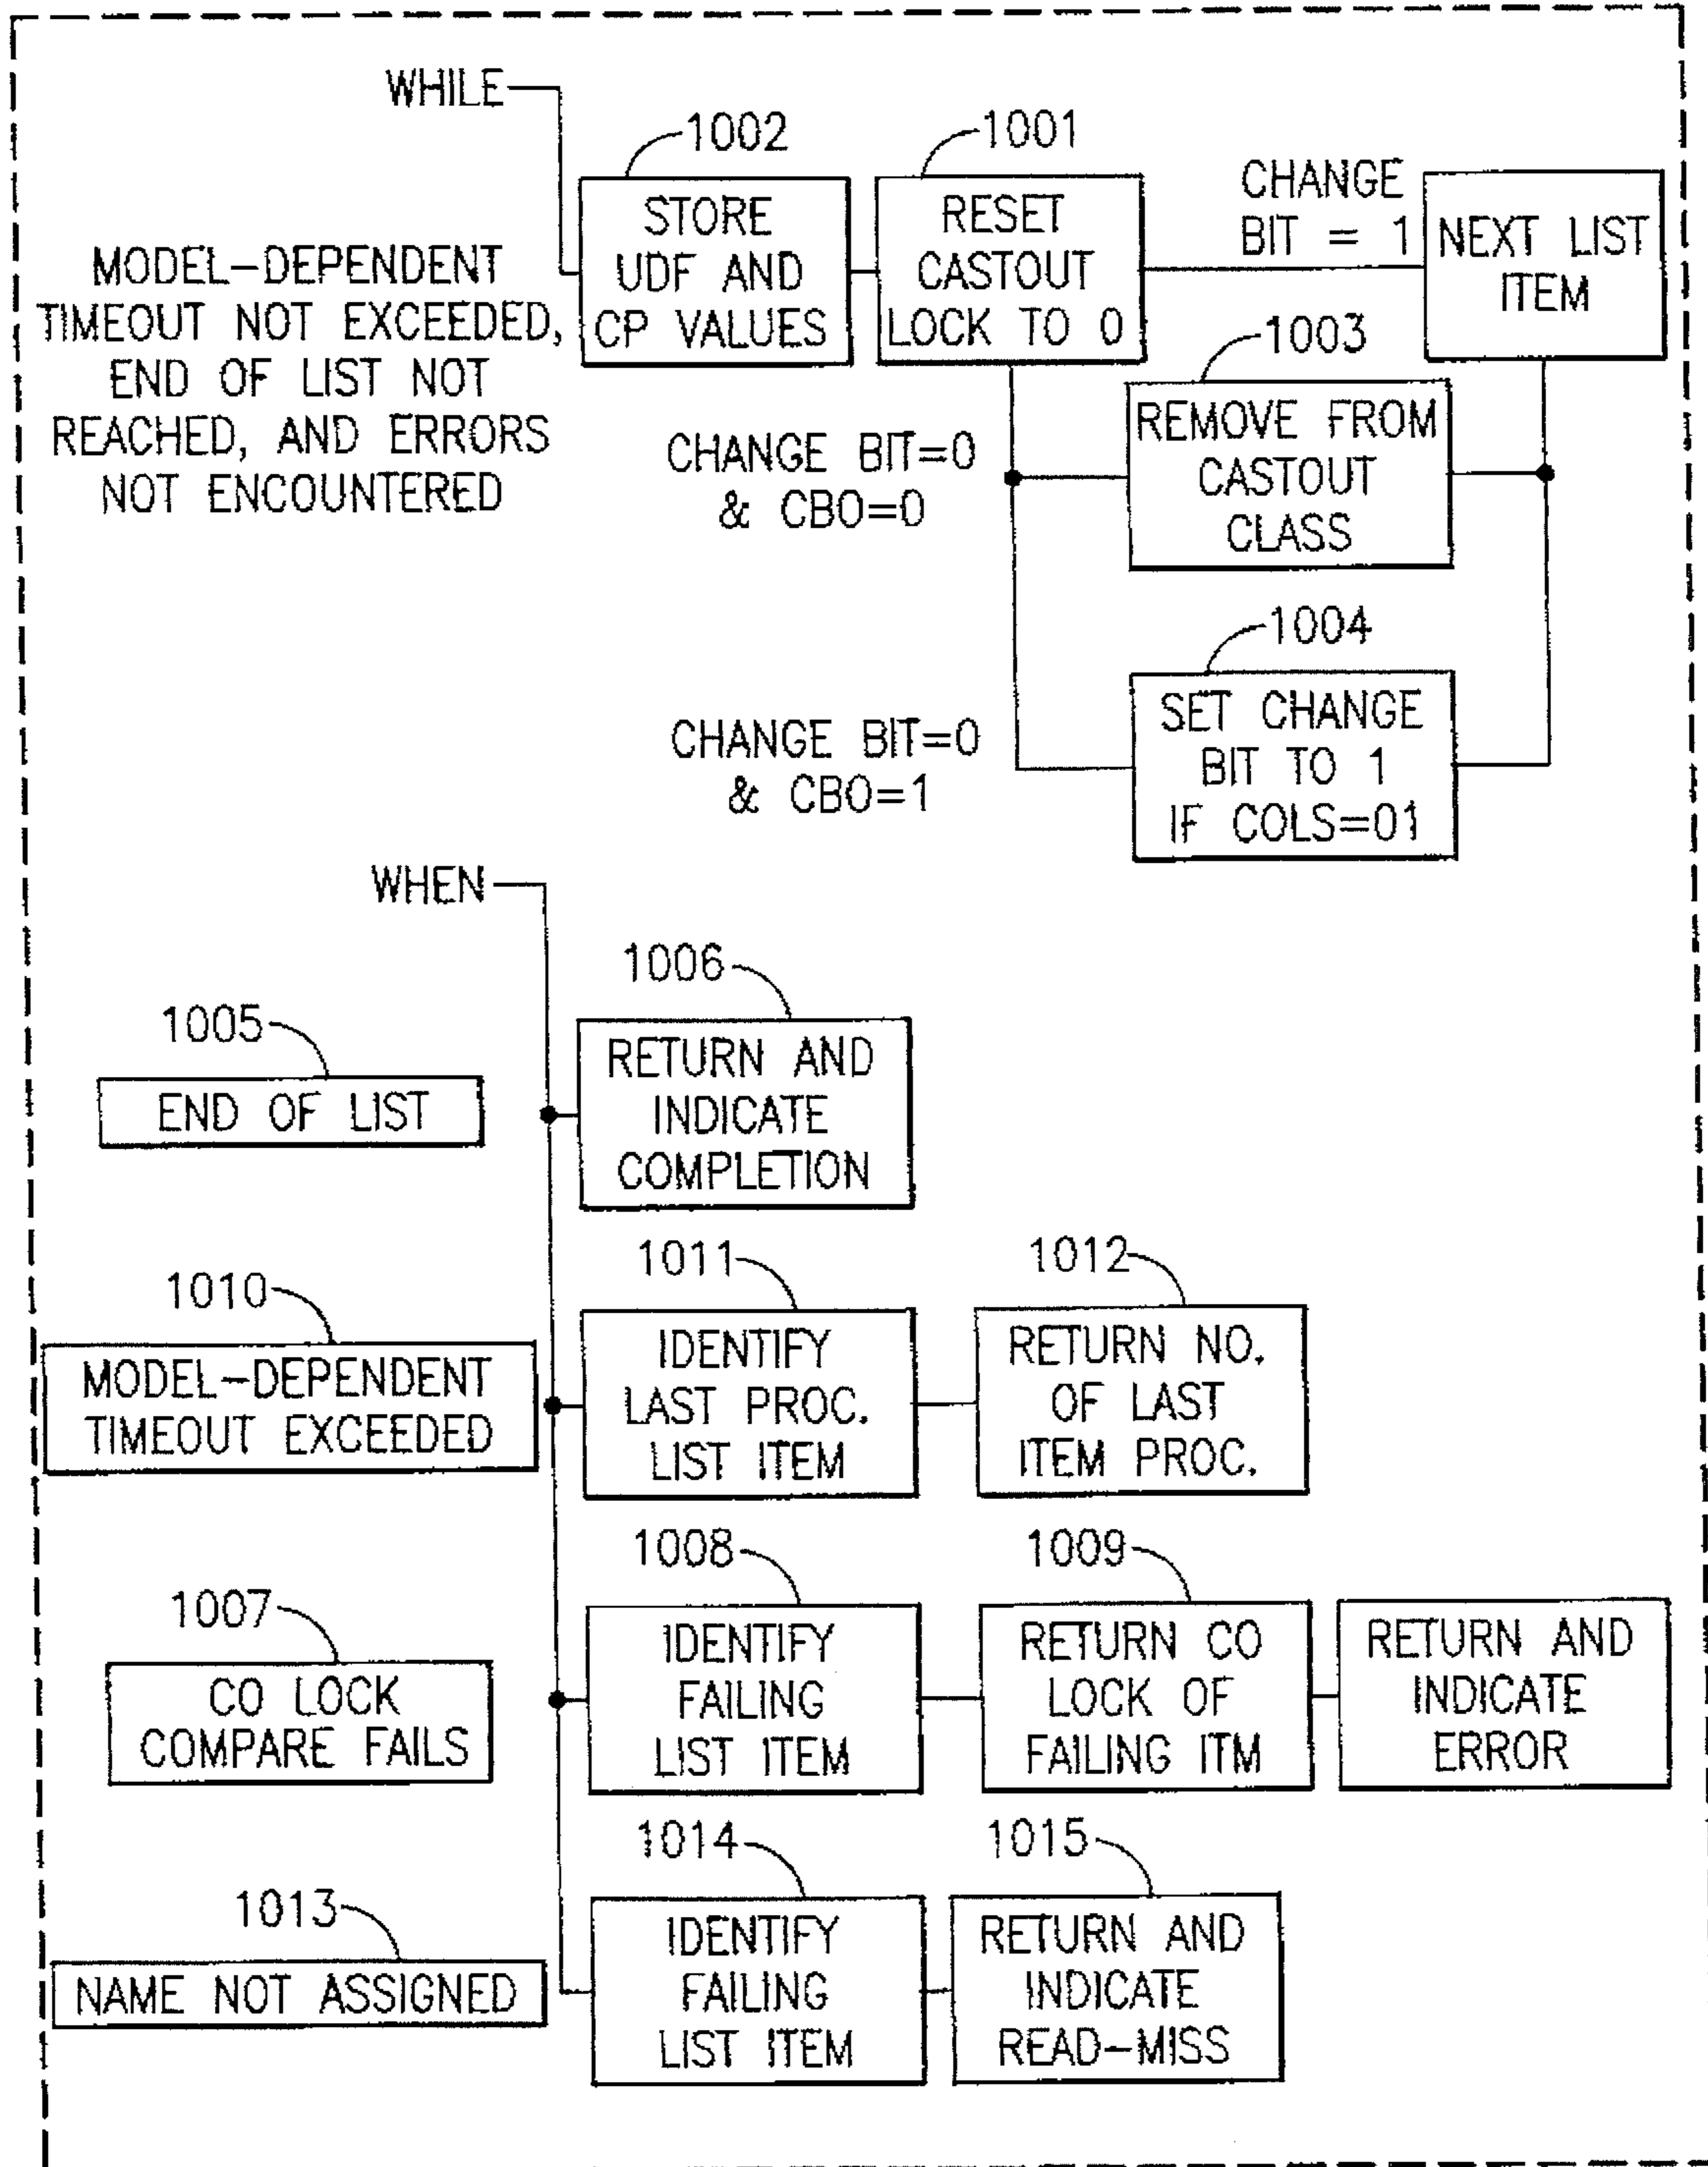 WHILE
1002
1001
STORE
UDF AND
CP VALUES
RESET
CASTOUT
LOCK TO 0
CHANGE
BIT = 1
NEXT LIST
ITEM
MODEL-DEPENDENT
TIMEOUT NOT EXCEEDED,
END OF LIST NOT
REACHED, AND ERRORS
NOT ENCOUNTERED
CHANGE BIT=0
& CBO=0
1003
REMOVE FROM
CASTOUT
CLASS
CHANGE BIT=0
& CBO=1
1004
SET CHANGE
BIT TO 1
IF COLS=01
WHEN
1005
END OF LIST
1006
RETURN AND
INDICATE
COMPLETION
1010
MODEL-DEPENDENT
TIMEOUT EXCEEDED
1011
IDENTIFY
LAST PROC.
LIST ITEM
1012
RETURN NO.
OF LAST
ITEM PROC.
1007
CO LOCK
COMPARE FAILS
1008
IDENTIFY
FAILING
LIST ITEM
1009
RETURN CO
LOCK OF
FAILING ITM
RETURN AND
INDICATE
ERROR
1013
NAME NOT ASSIGNED
1014
IDENTIFY
FAILING
LIST ITEM
1015
RETURN AND
INDICATE
READ-MISS